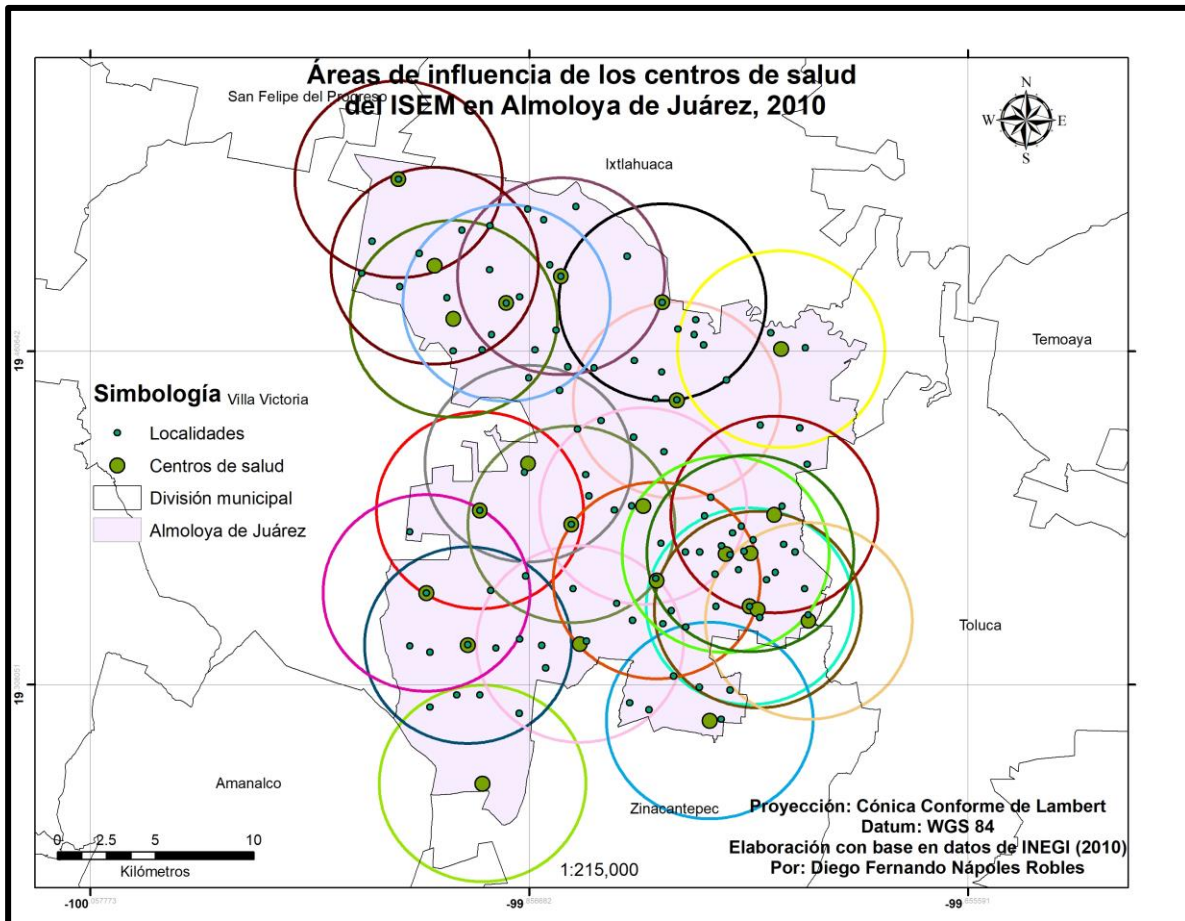 Áreas de influencia de los centros de salud
San Felipe del Progreso
del ISEM en Almoloya de Juárez, 2010
N
W E
S
Ixtlahuaca
Temoaya
Simbología
Villa Victoria
Localidades
Centros de salud
División municipal
Almoloya de Juárez
Toluca
Amanalco
Zinacantepec
Proyección: Cónica Conforme de Lambert
Datum: WGS 84
Elaboración con base en datos de INEGI (2010)
Por: Diego Fernando Nápoles Robles
0 2.5 5 10
Kilómetros
1:215,000
-100
-99
-99
19
19